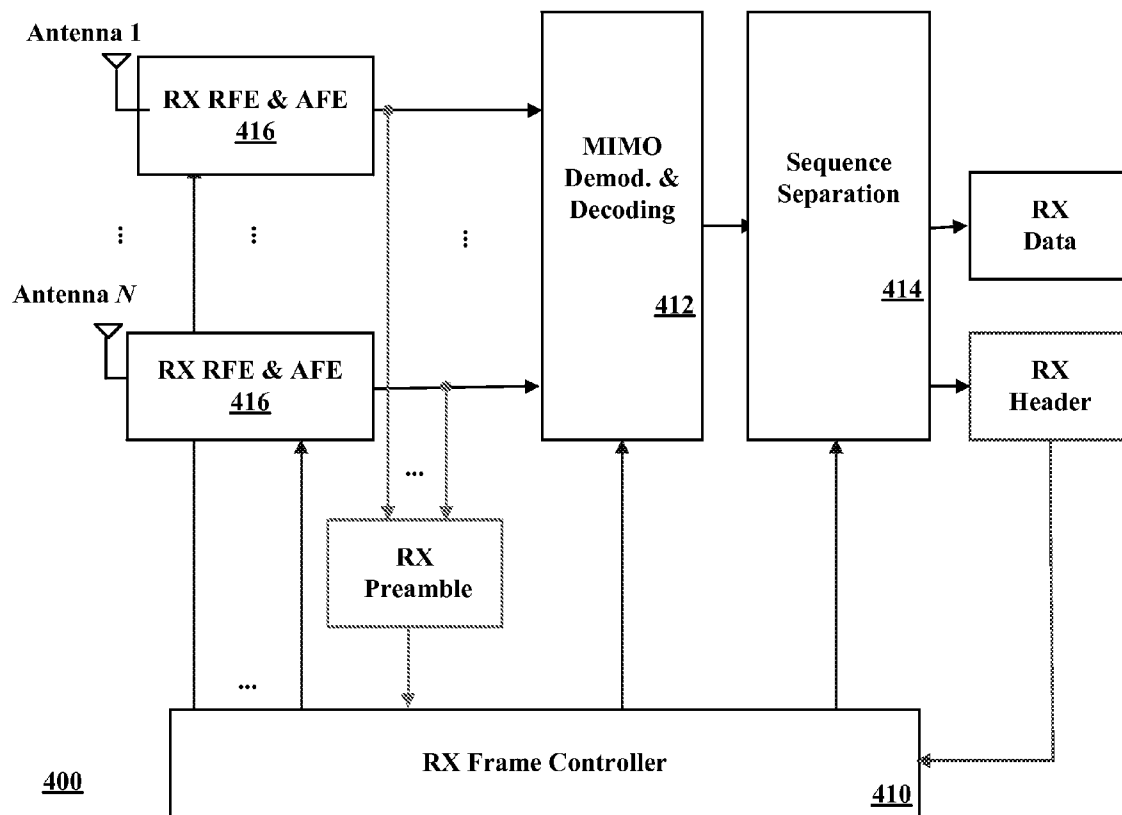 Antenna 1
RX RFE & AFE
416
MIMO
Demod. &
Decoding
412
Sequence
Separation
414
RX
Data
...
...
...
Antenna N
RX RFE & AFE
416
RX
Header
...
RX
Preamble
...
RX Frame Controller
410
400